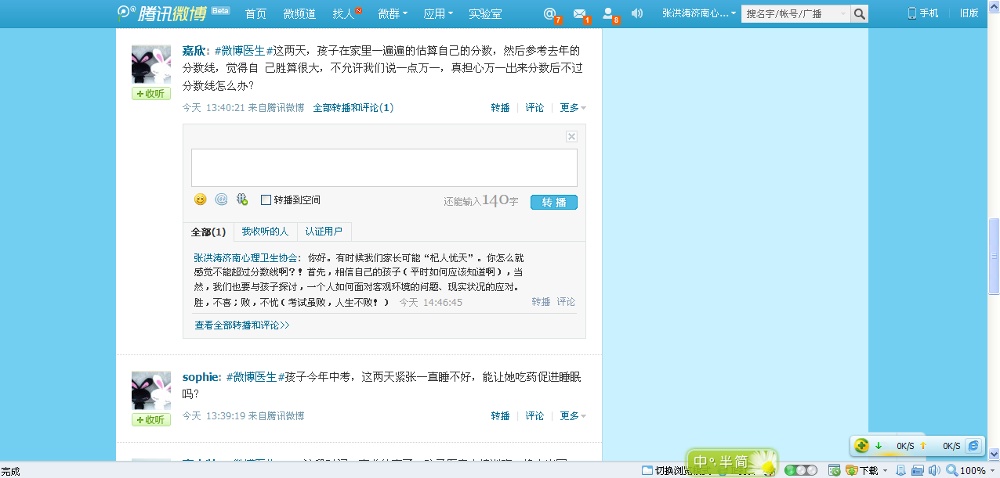 腾讯微博 Beta 首页 微频道 找人 N 微群 应用 实验室 @ 7 1 8 张洪涛济南心... 搜名字/帐号/广播 手机 旧版
嘉欣: #微博医生#这两天，孩子在家里一遍遍的估算自己的分数，然后参考去年的
分数线，觉得自 己胜算很大，不允许我们说一点万一，真担心万一出来分数后不过
分数线怎么办?
+收听
今天 13:40:21 来自腾讯微博 全部转播和评论(1) 转播 评论 更多
转播到空间 还能输入140字 转 播
全部(1) 我收听的人 认证用户
张洪涛济南心理卫生协会: 你好。有时候我们家长可能“杞人忧天”。你怎么就
感觉不能超过分数线啊？！首先，相信自己的孩子（平时如何应该知道啊），当
然，我们也要与孩子探讨，一个人如何面对客观环境的问题、现实状况的应对。
胜，不喜；败，不忧（考试虽败，人生不败！） 今天 14:46:45 转播 评论
查看全部转播和评论>>
sophie: #微博医生#孩子今年中考，这两天紧张一直睡不好，能让她吃药促进睡眠
吗?
+收听
今天 13:39:19 来自腾讯微博 转播 评论 更多
0K/S 0K/S
中 半 简
完成 切换浏览 下载 100%